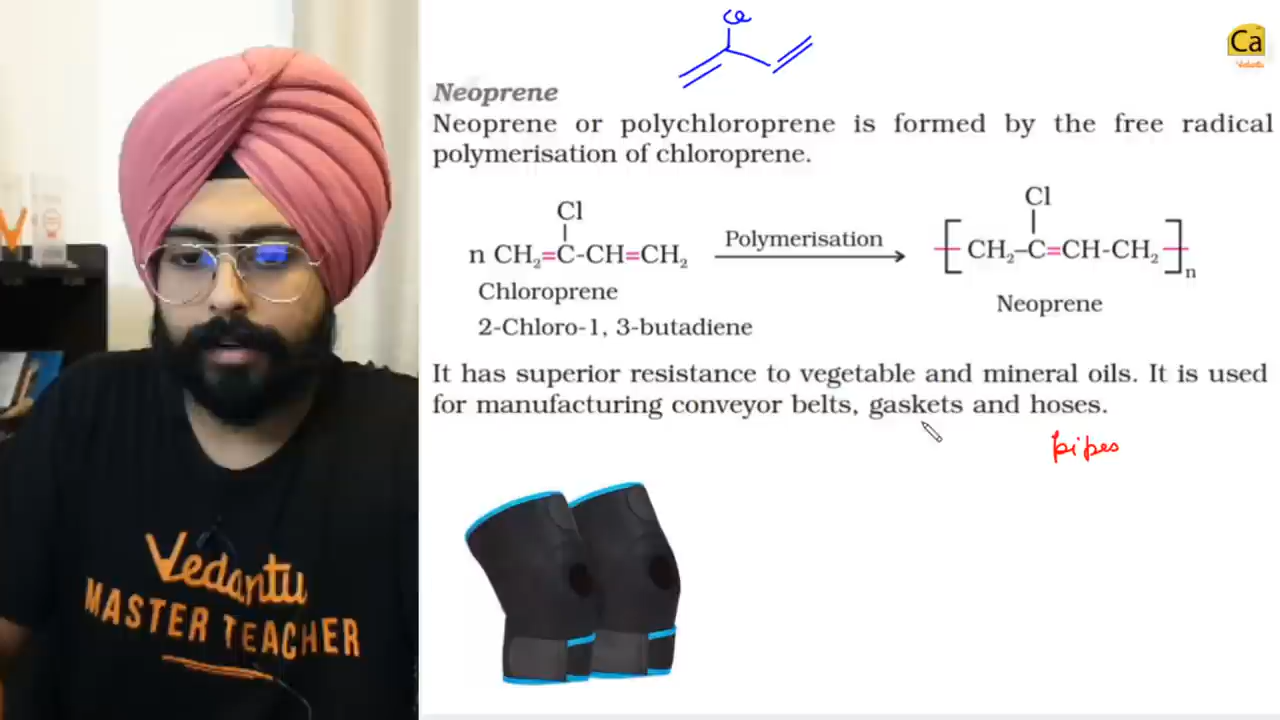 Cl
Ca
Vedantu
Neoprene
Neoprene or polychloroprene is formed by the free radical
polymerisation of chloroprene.
Cl
n CH₂=C-CH=CH₂
Polymerisation
Cl
[CH₂–C=CH-CH₂]n
Chloroprene
Neoprene
2-Chloro-1, 3-butadiene
It has superior resistance to vegetable and mineral oils. It is used
for manufacturing conveyor belts, gaskets and hoses.
pipes
Vedantu
MASTER TEACHER